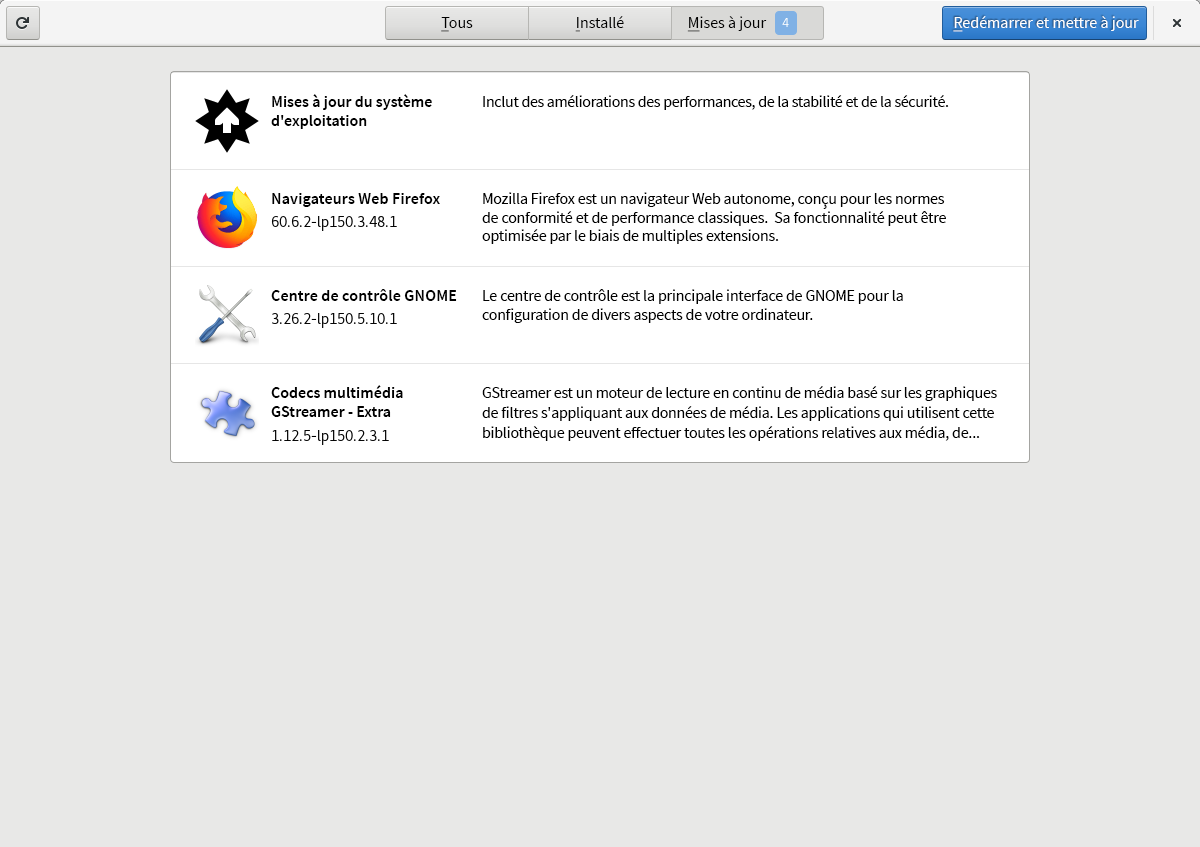 Tous
Installé
Mises à jour 4
Redémarrer et mettre à jour
Mises à jour du système
d'exploitation
Inclut des améliorations des performances, de la stabilité et de la sécurité.
Navigateurs Web Firefox
60.6.2-lp150.3.48.1
Mozilla Firefox est un navigateur Web autonome, conçu pour les normes
de conformité et de performance classiques.  Sa fonctionnalité peut être
optimisée par le biais de multiples extensions.
Centre de contrôle GNOME
3.26.2-lp150.5.10.1
Le centre de contrôle est la principale interface de GNOME pour la
configuration de divers aspects de votre ordinateur.
Codecs multimédia
GStreamer - Extra
1.12.5-lp150.2.3.1
GStreamer est un moteur de lecture en continu de média basé sur les graphiques
de filtres s'appliquant aux données de média. Les applications qui utilisent cette
bibliothèque peuvent effectuer toutes les opérations relatives aux média, de...